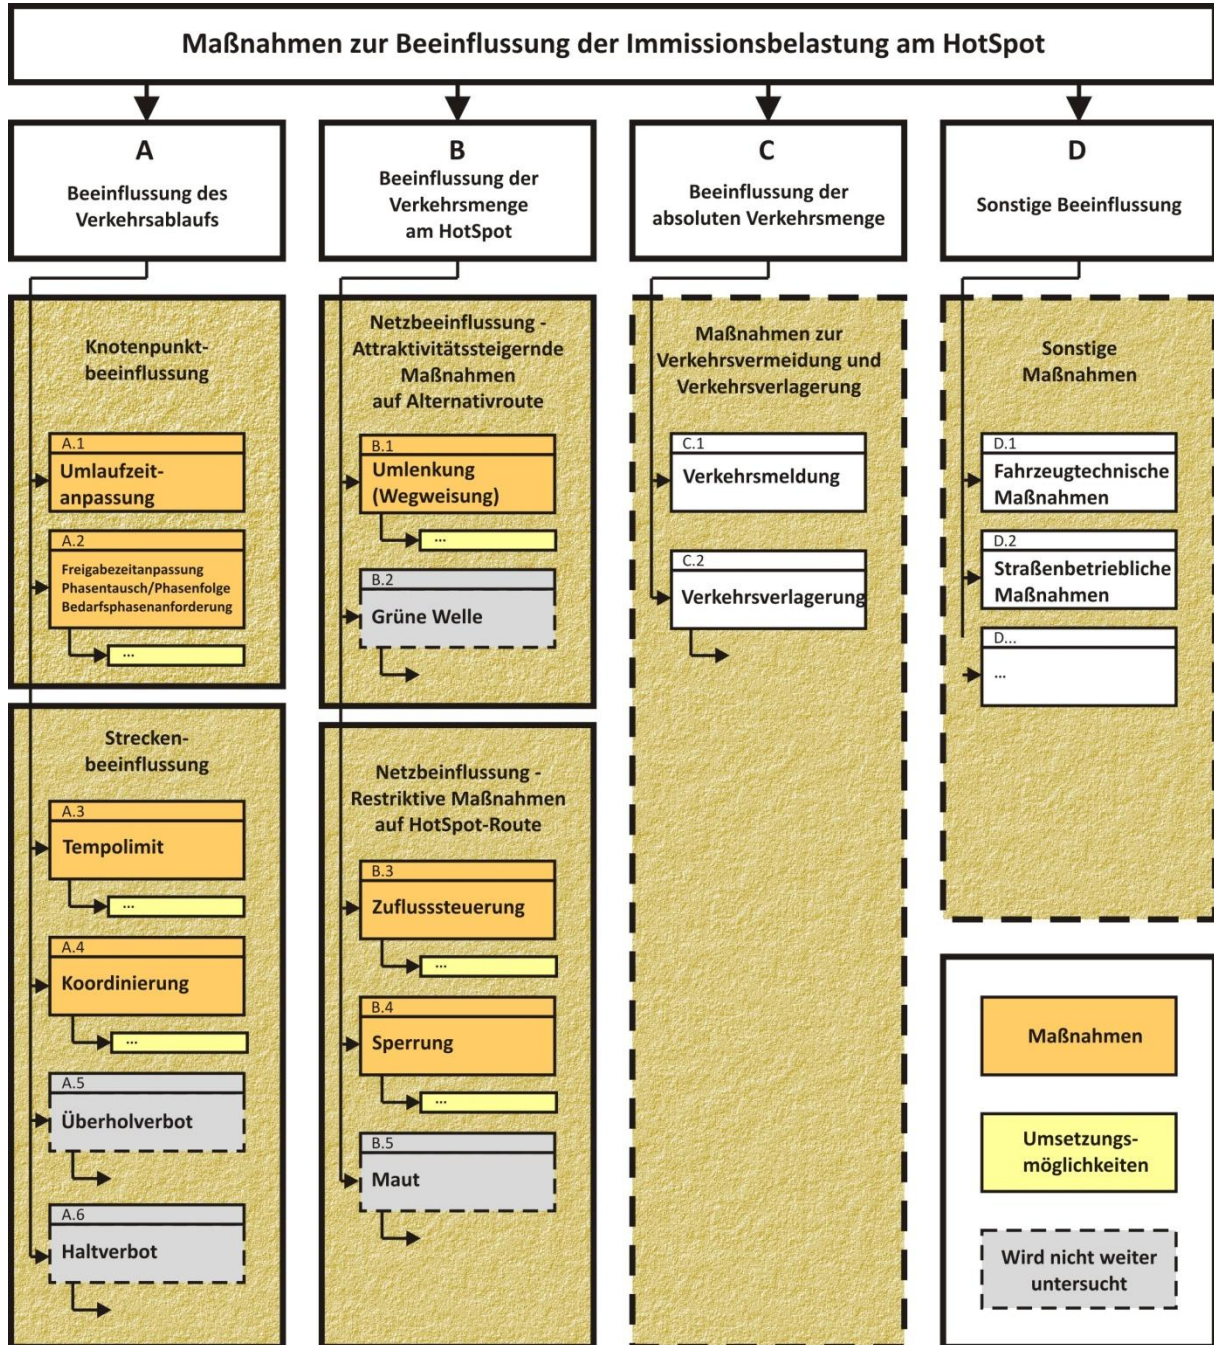 Maßnahmen zur Beeinflussung der Immissionsbelastung am HotSpot
A
Beeinflussung des
Verkehrsablaufs
B
Beeinflussung der
Verkehrsmenge
am HotSpot
C
Beeinflussung der
absoluten Verkehrsmenge
D
Sonstige Beeinflussung
Knotenpunkt-
beeinflussung
A.1
Umlaufzeit-
anpassung
A.2
Freigabezeitanpassung
Phasentausch/Phasenfolge
Bedarfsphasenanforderung
...
Strecken-
beeinflussung
A.3
Tempolimit
...
A.4
Koordinierung
...
A.5
Überholverbot
A.6
Haltverbot
Netzbeeinflussung -
Attraktivitätssteigernde
Maßnahmen
auf Alternativroute
B.1
Umlenkung
(Wegweisung)
...
B.2
Grüne Welle
Netzbeeinflussung -
Restriktive Maßnahmen
auf HotSpot-Route
B.3
Zuflusssteuerung
...
B.4
Sperrung
...
B.5
Maut
Maßnahmen zur
Verkehrsvermeidung und
Verkehrsverlagerung
C.1
Verkehrsmeldung
C.2
Verkehrsverlagerung
Sonstige
Maßnahmen
D.1
Fahrzeugtechnische
Maßnahmen
D.2
Straßenbetriebliche
Maßnahmen
D...
...
Maßnahmen
Umsetzungs-
möglichkeiten
Wird nicht weiter
untersucht